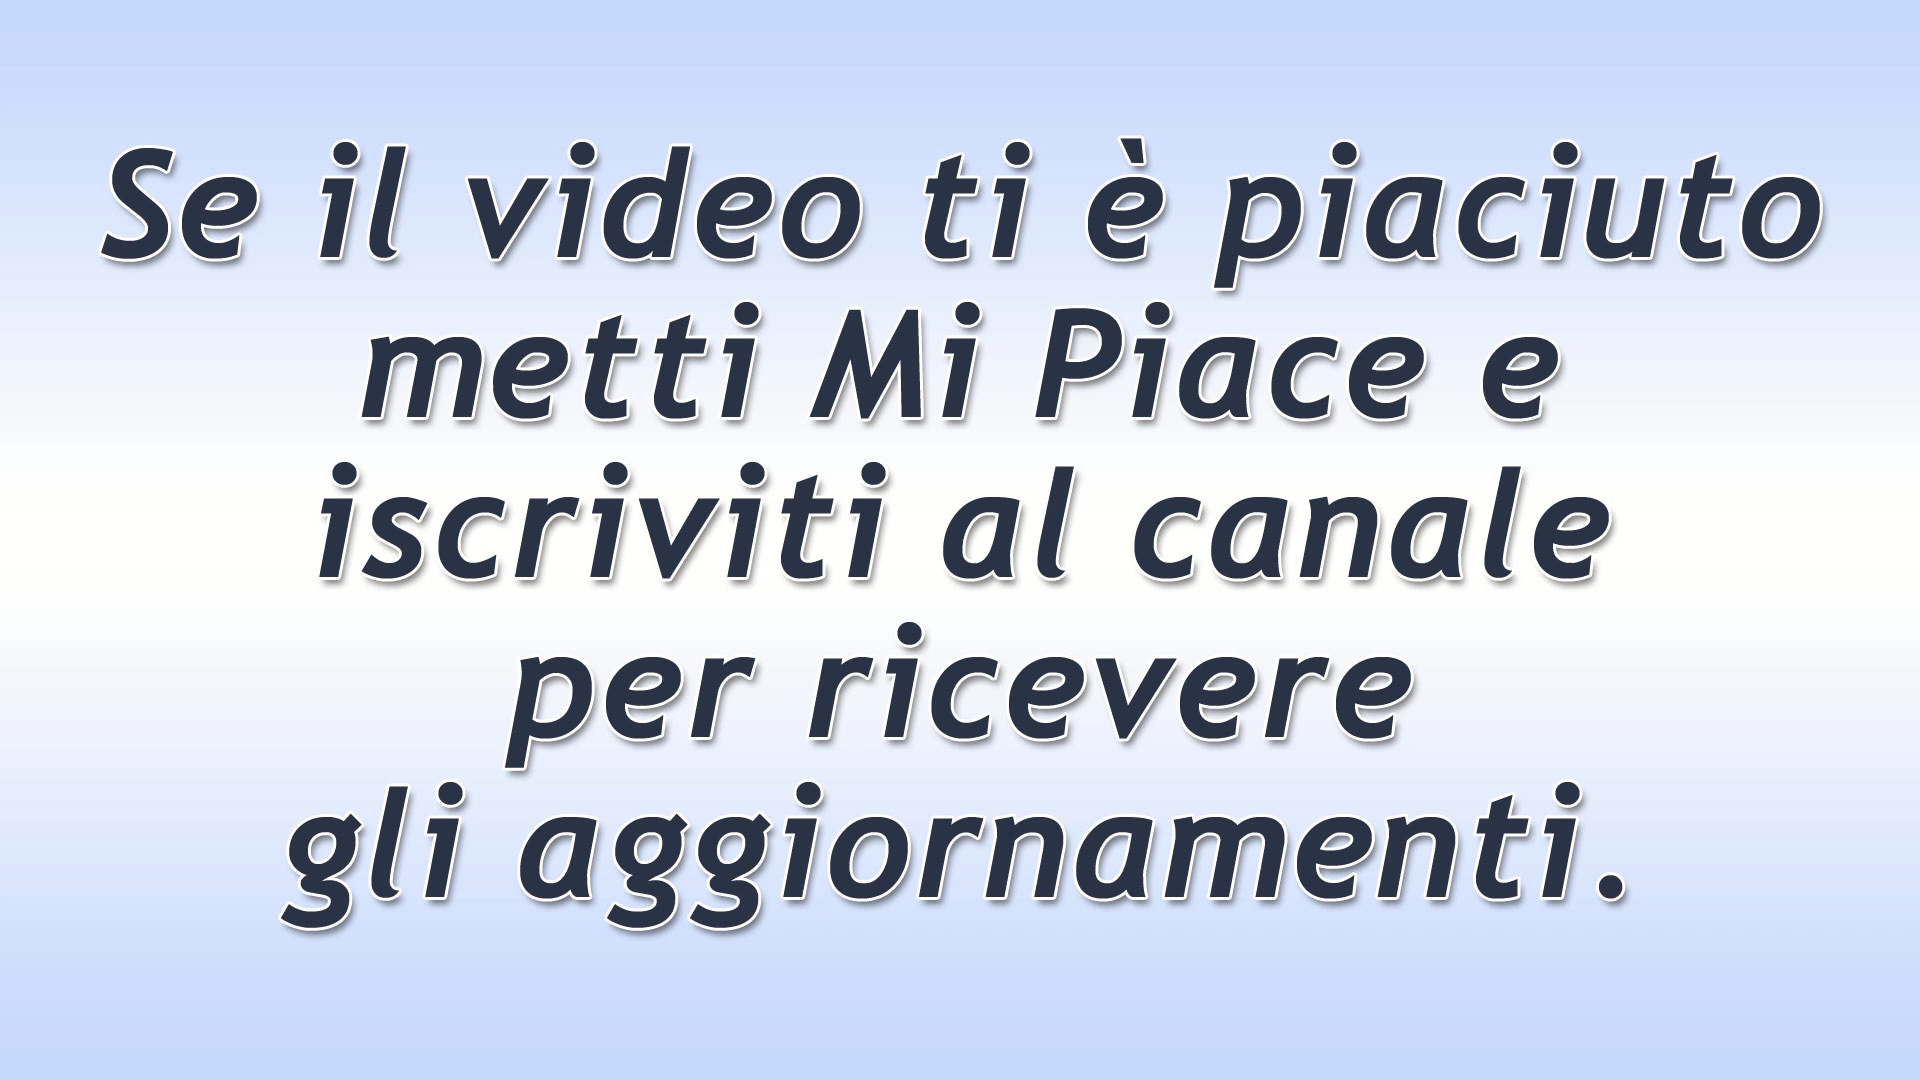 Se il video ti è piaciuto
metti Mi Piace e
iscriviti al canale
per ricevere
gli aggiornamenti.